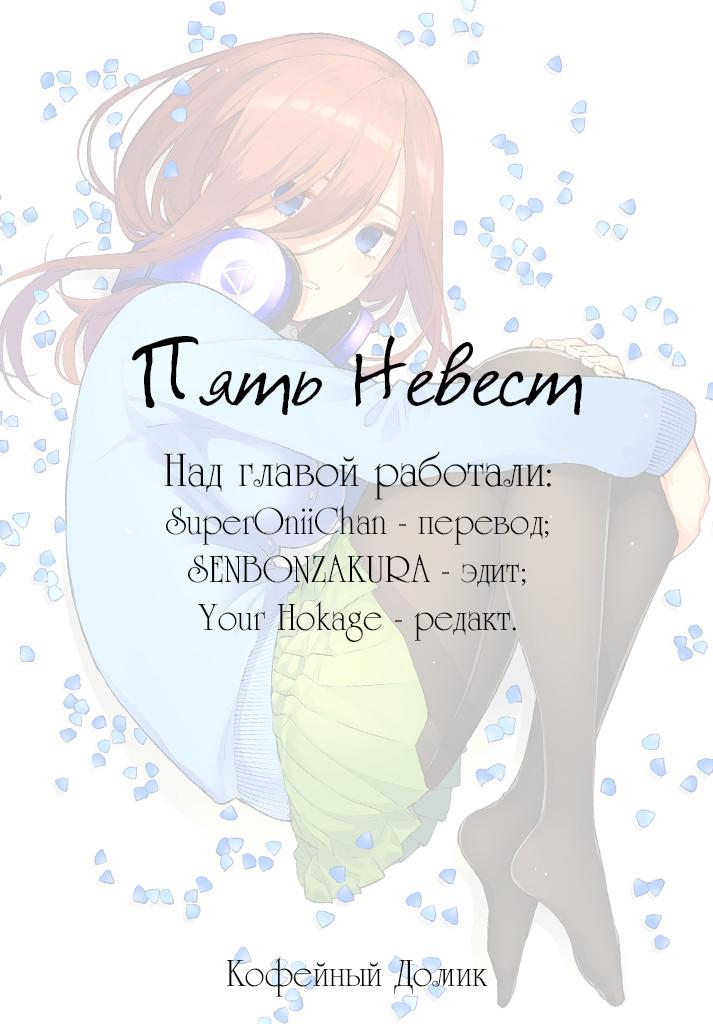 Пять Невест
Над главой работали:
SuperOniiChan - перевод;
SENBONZAKURA - эдит;
Your Hokage - редакт.
Кофейный Домик